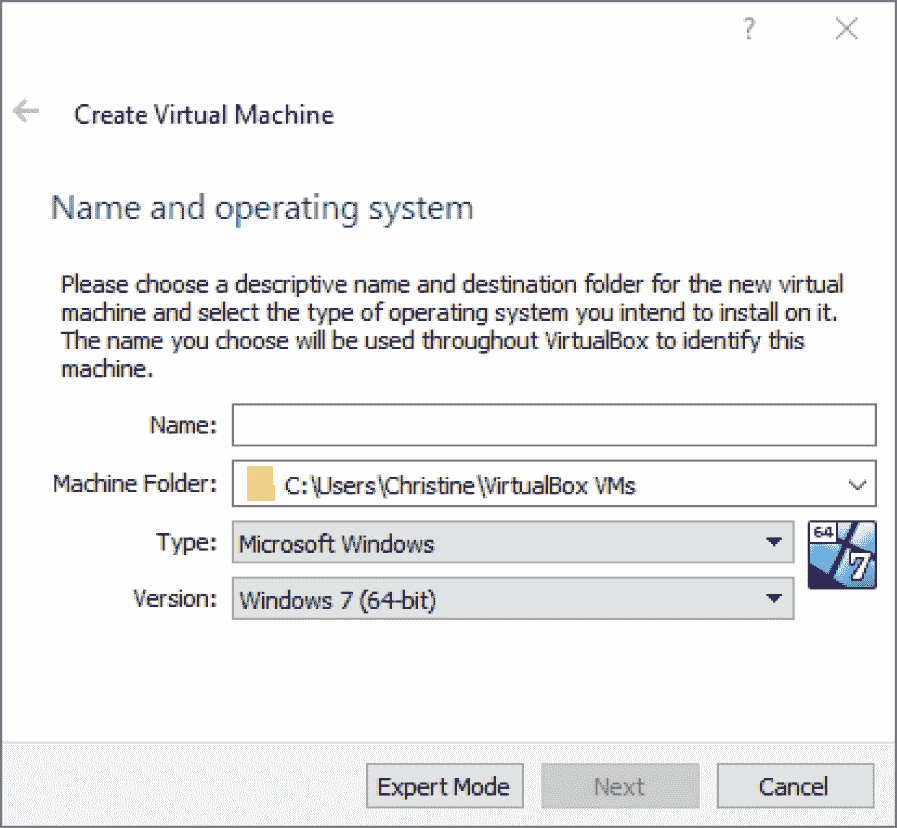 ?
Create Virtual Machine
Name and operating system
Please choose a descriptive name and destination folder for the new virtual
machine and select the type of operating system you intend to install on it.
The name you choose will be used throughout VirtualBox to identify this
machine.
Name:
Machine Folder: C:\Users\Christine\VirtualBox VMs
Type: Microsoft Windows
64
7
Version: Windows 7 (64-bit)
Expert Mode Next Cancel